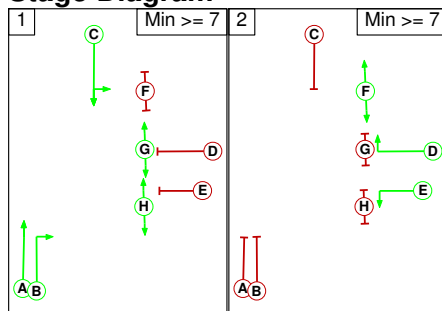 Stage Diagram
1 Min >= 7 2 Min >= 7
C C
F F
G D G D
E E
H H
A B A B